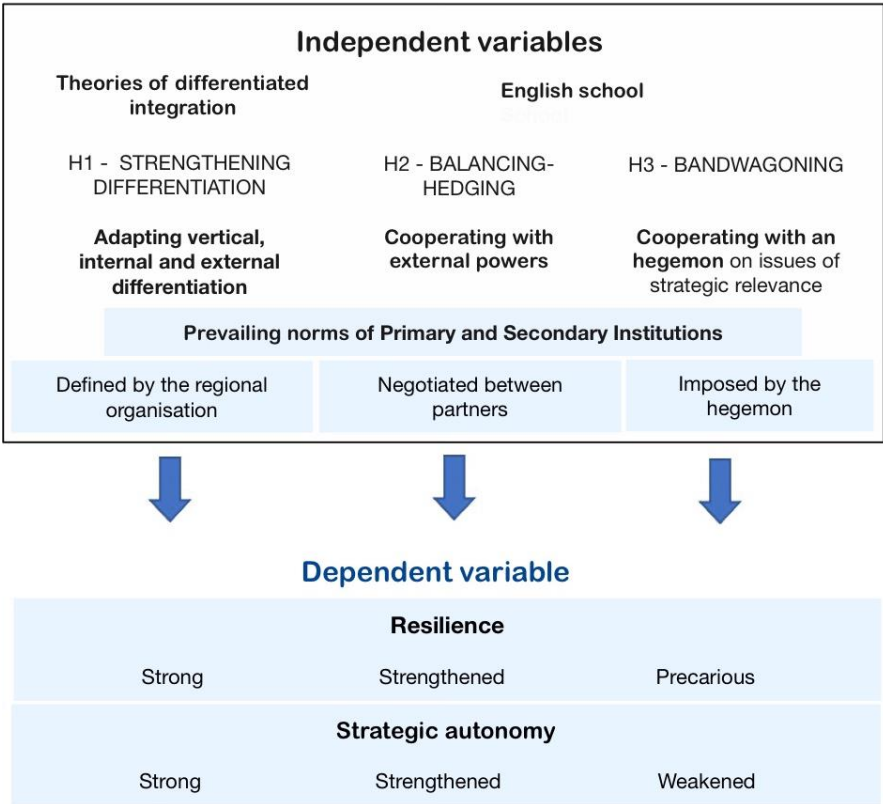 Independent variables
Theories of differentiated
integration
English school
H1 - STRENGTHENING
DIFFERENTIATION
H2 - BALANCING-
HEDGING
H3 - BANDWAGONING
Adapting vertical,
internal and external
differentiation
Cooperating with
external powers
Cooperating with an
hegemon on issues of
strategic relevance
Prevailing norms of Primary and Secondary Institutions
Defined by the regional
organisation
Negotiated between
partners
Imposed by the
hegemon
Dependent variable
Resilience
Strong
Strengthened
Precarious
Strategic autonomy
Strong
Strengthened
Weakened